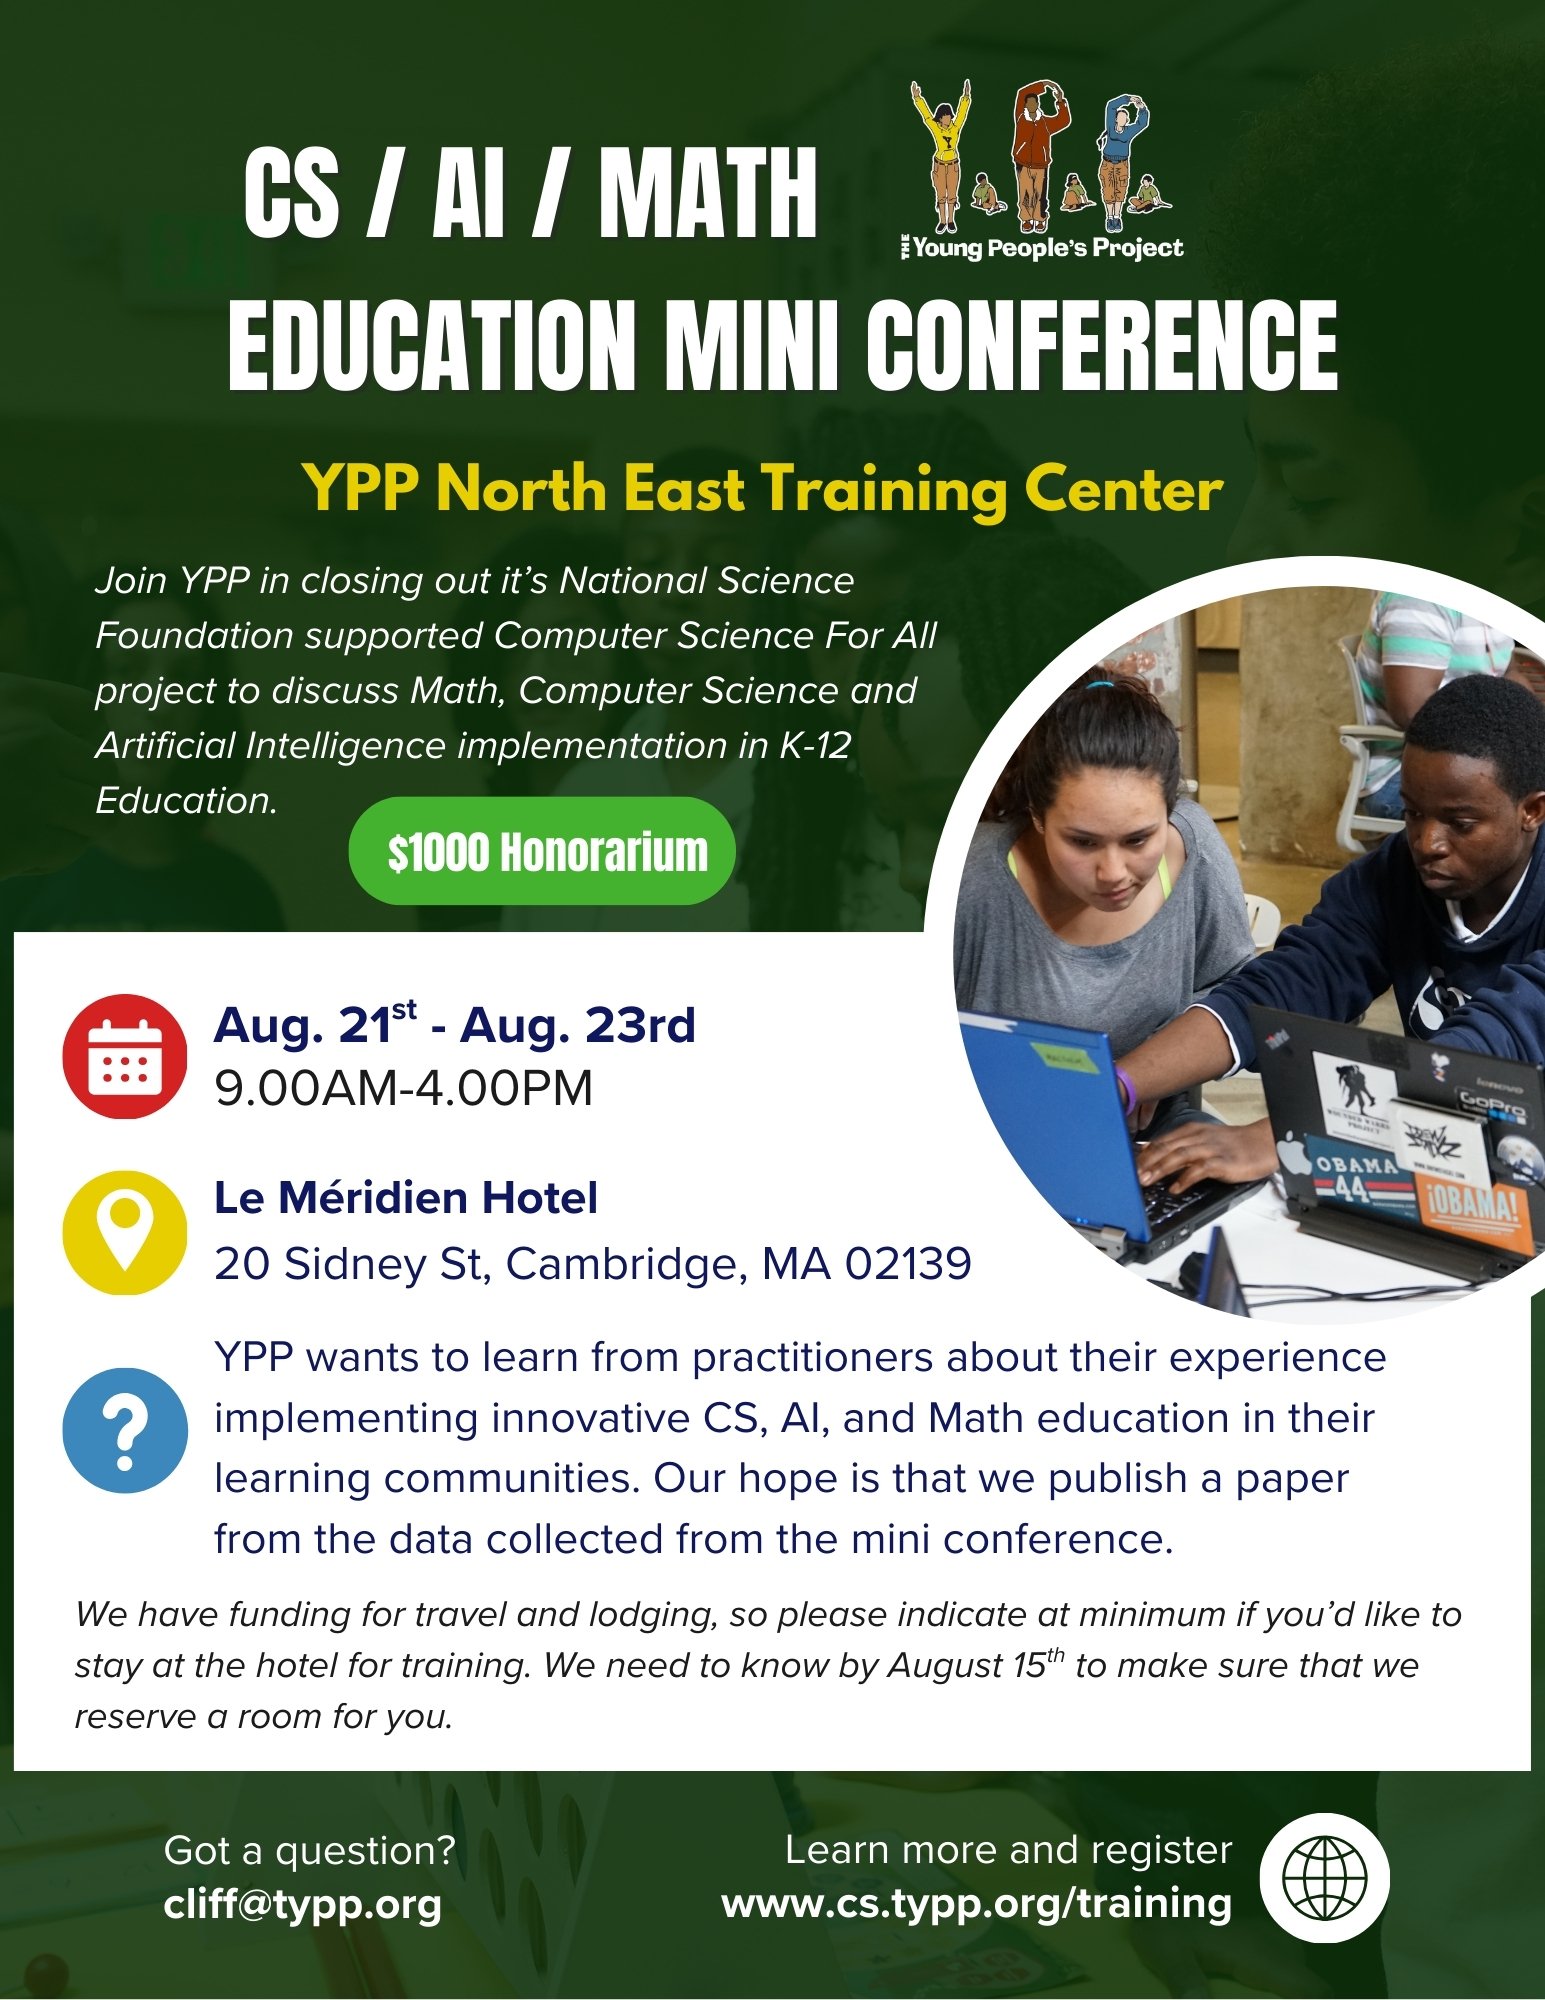 CS / AI / MATH
THE Young People's Project
EDUCATION MINI CONFERENCE
YPP North East Training Center
Join YPP in closing out it's National Science
Foundation supported Computer Science For All
project to discuss Math, Computer Science and
Artificial Intelligence implementation in K-12
Education.
$1000 Honorarium
Aug. 21st - Aug. 23rd
9.00AM-4.00PM
Le Méridien Hotel
20 Sidney St, Cambridge, MA 02139
lenovo
GoPro
WOUNDED WARRIOR
PROJECT
OBAMA
44
¡OBAMA!
YPP wants to learn from practitioners about their experience
implementing innovative CS, AI, and Math education in their
learning communities. Our hope is that we publish a paper
from the data collected from the mini conference.
We have funding for travel and lodging, so please indicate at minimum if you'd like to
stay at the hotel for training. We need to know by August 15th to make sure that we
reserve a room for you.
Got a question?
cliff@typp.org
Learn more and register
www.cs.typp.org/training